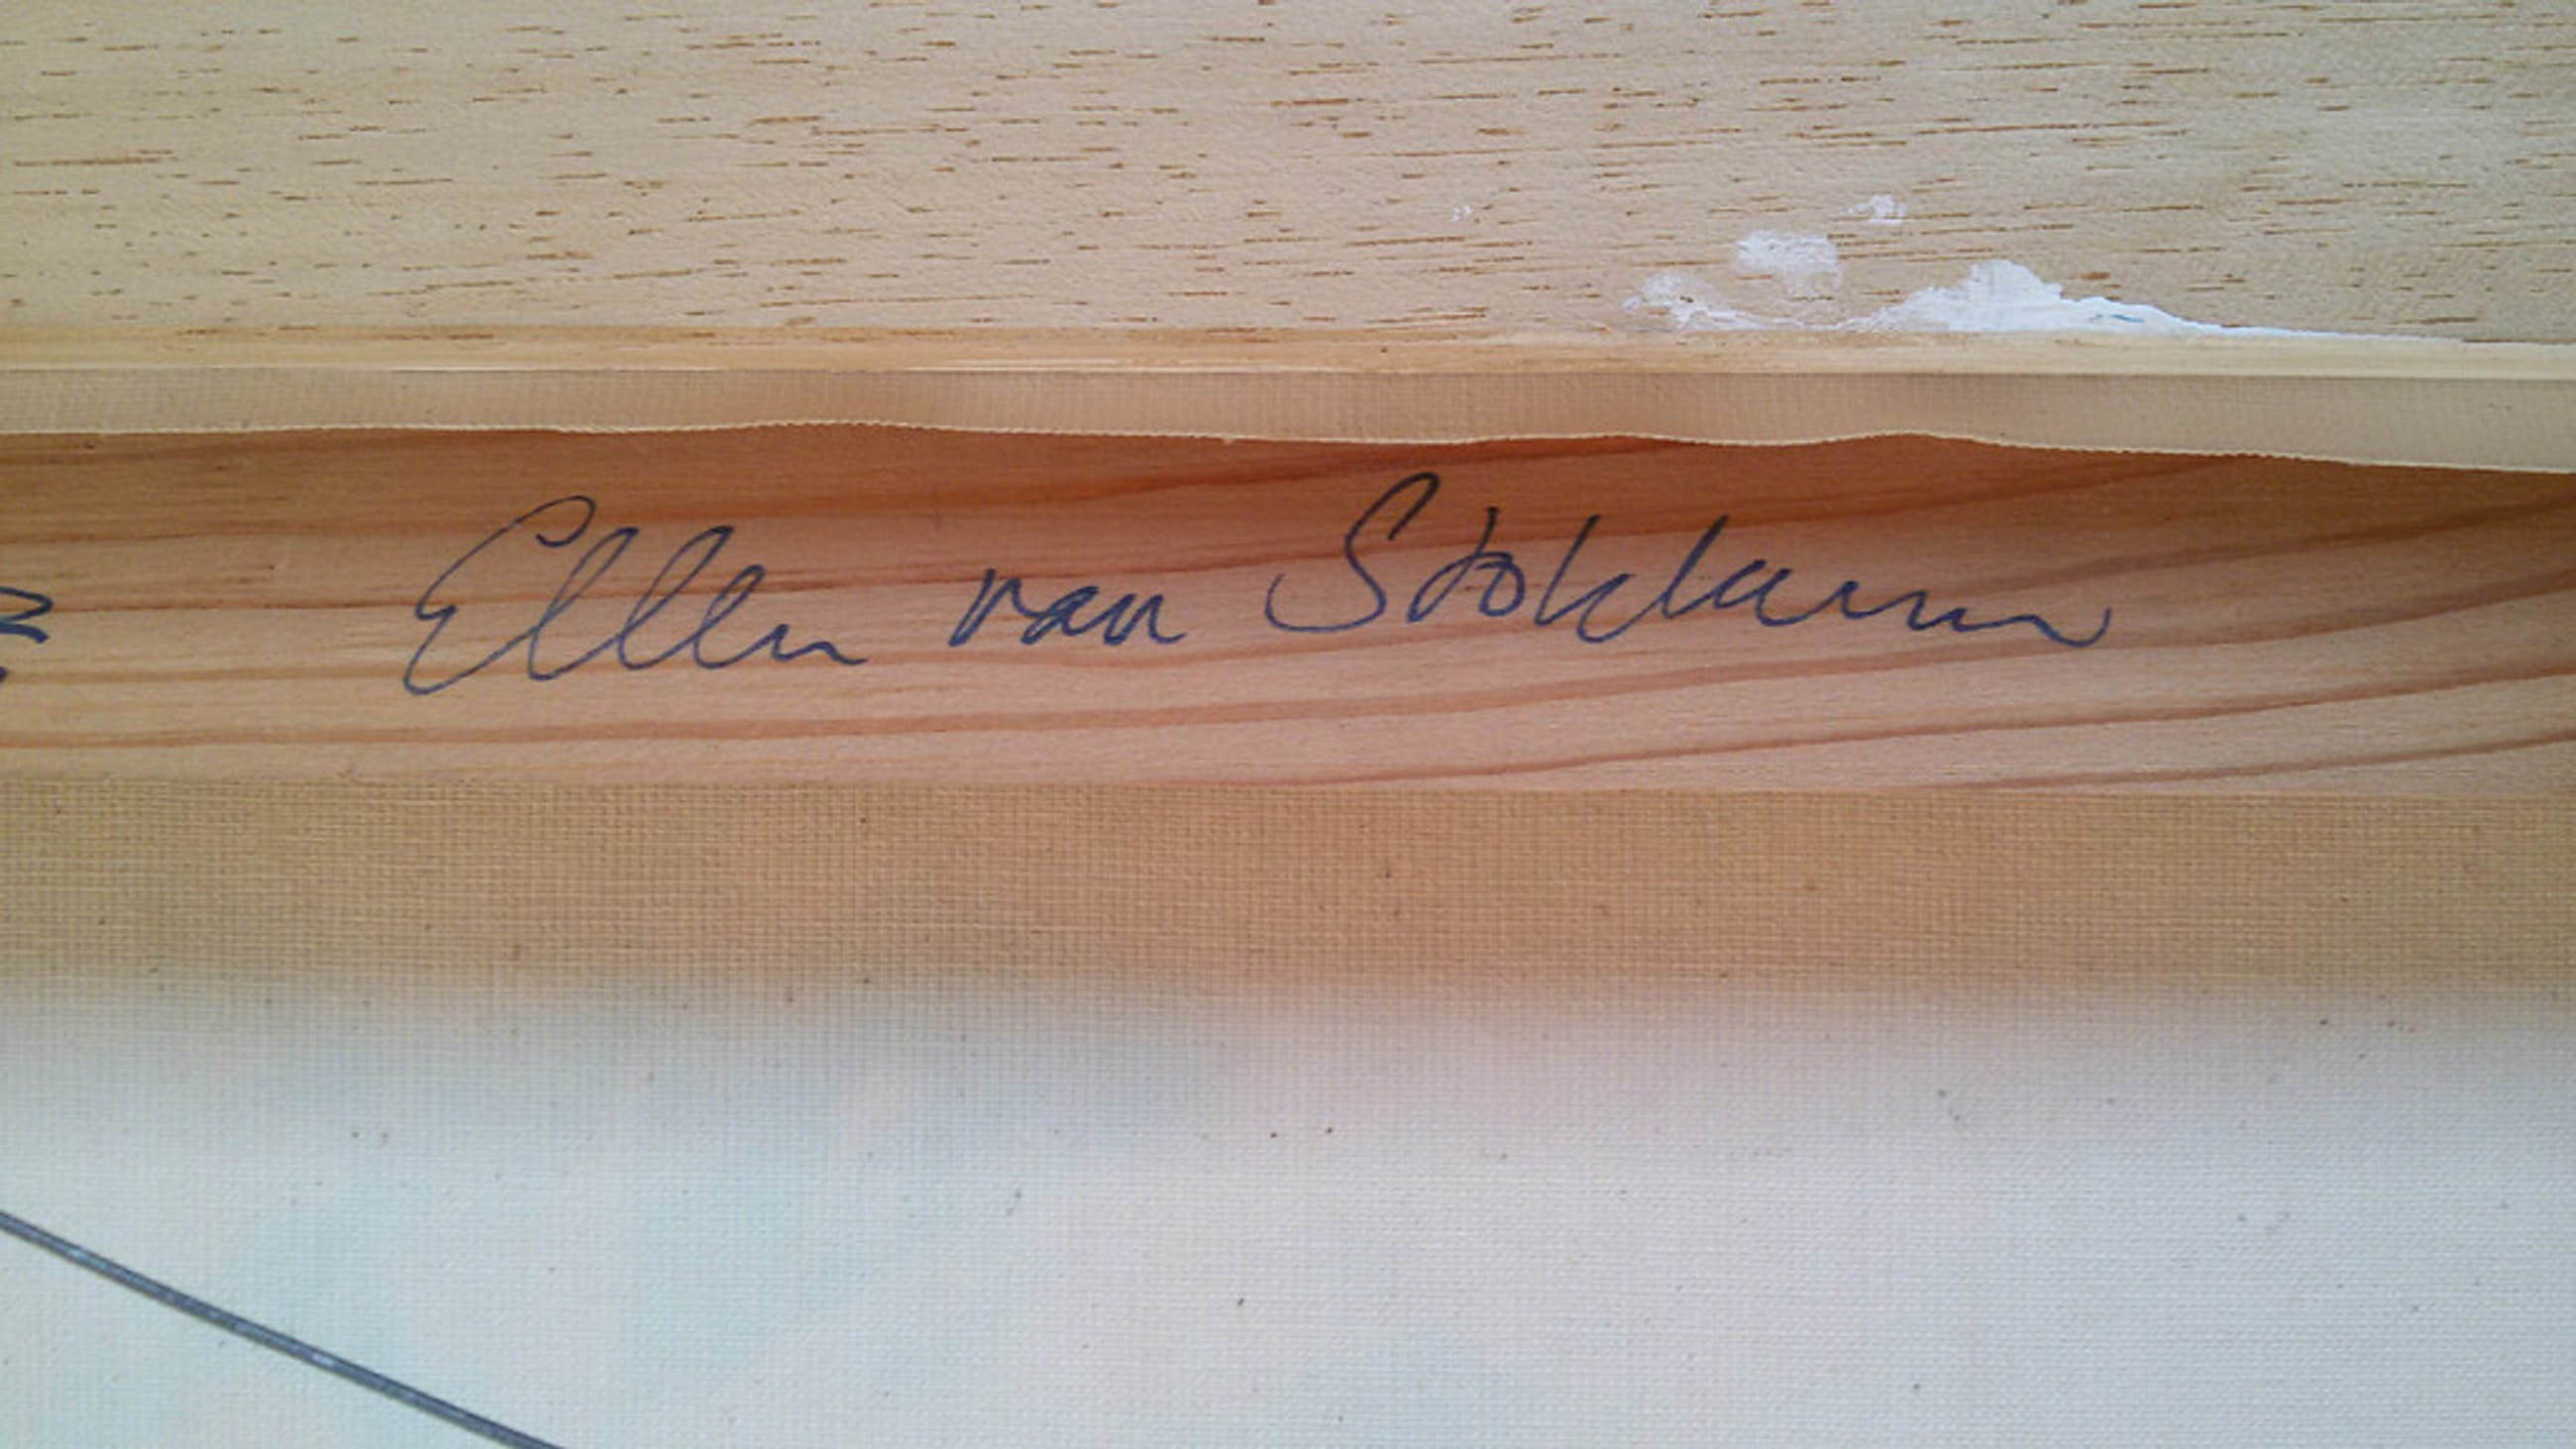 Ellen van Stokkum